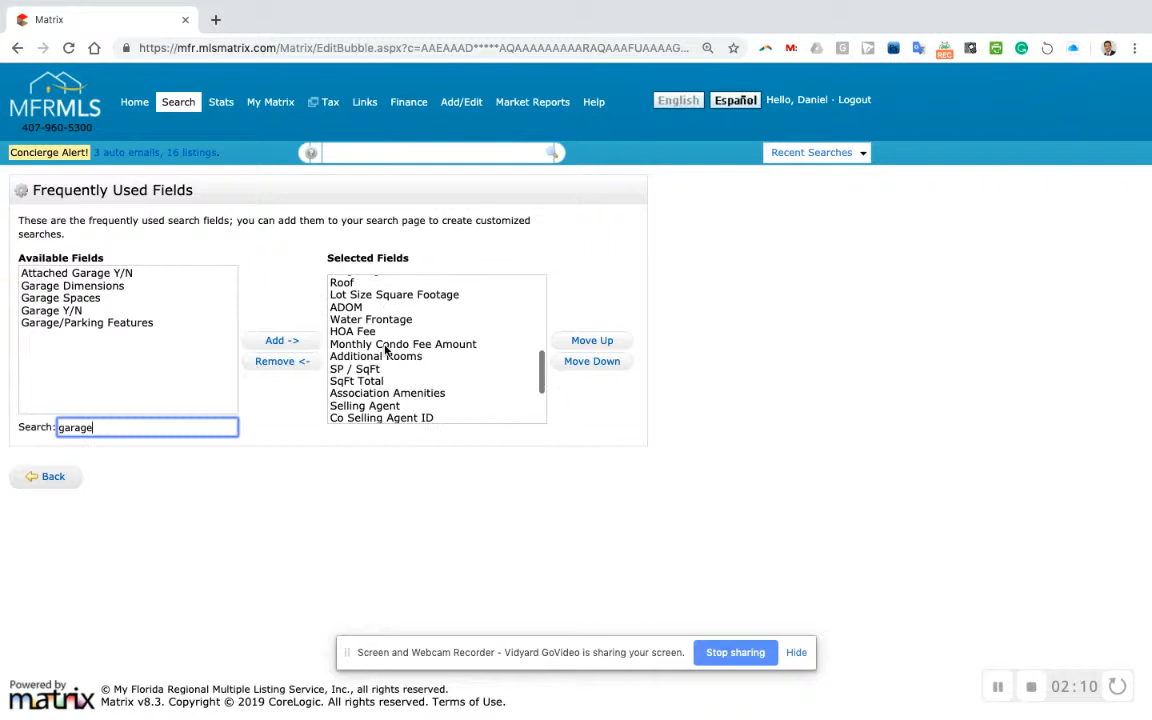 Matrix
https://mfr.mlsmatrix.com/Matrix/EditBubble.aspx?c=AAEAAAD*****AQAAAAAAAAARAQAAAFUAAAAG...
M:
REC
MFRMLS
407-960-5300
Home Search Stats My Matrix Tax Links Finance Add/Edit Market Reports Help
English Español Hello, Daniel · Logout
Concierge Alert! 3 auto emails, 16 listings.
Recent Searches
Frequently Used Fields
These are the frequently used search fields; you can add them to your search page to create customized
searches.
Available Fields
Attached Garage Y/N
Garage Dimensions
Garage Spaces
Garage Y/N
Garage/Parking Features
Search: garage
Add ->
Remove <-
Selected Fields
Roof
Lot Size Square Footage
ADOM
Water Frontage
HOA Fee
Monthly Condo Fee Amount
Additional Rooms
SP / SqFt
SqFt Total
Association Amenities
Selling Agent
Co Selling Agent ID
Move Up
Move Down
Back
Screen and Webcam Recorder - Vidyard GoVideo is sharing your screen. Stop sharing Hide
02:10
Powered by
matrix
© My Florida Regional Multiple Listing Service, Inc., all rights reserved.
Matrix v8.3. Copyright © 2019 CoreLogic. All rights reserved. Terms of Use.